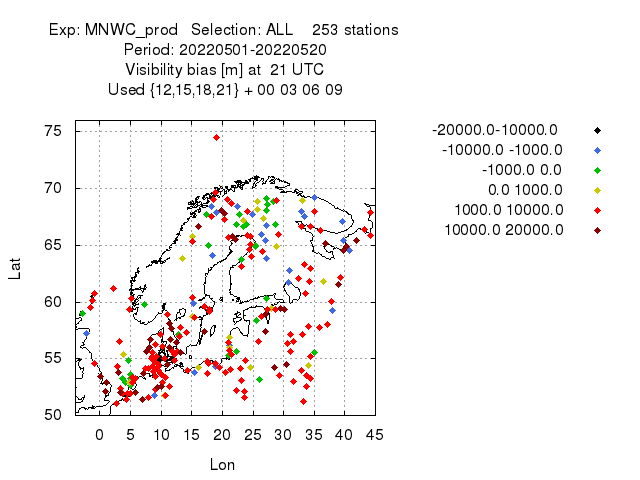 Exp: MNWC_prod   Selection: ALL    253 stations
Period: 20220501-20220520
Visibility bias [m] at  21 UTC
Used {12,15,18,21} + 00 03 06 09
-20000.0-10000.0
-10000.0 -1000.0
-1000.0 0.0
0.0 1000.0
1000.0 10000.0
10000.0 20000.0
Lat
75
70
65
60
55
50
0 5 10 15 20 25 30 35 40 45
Lon